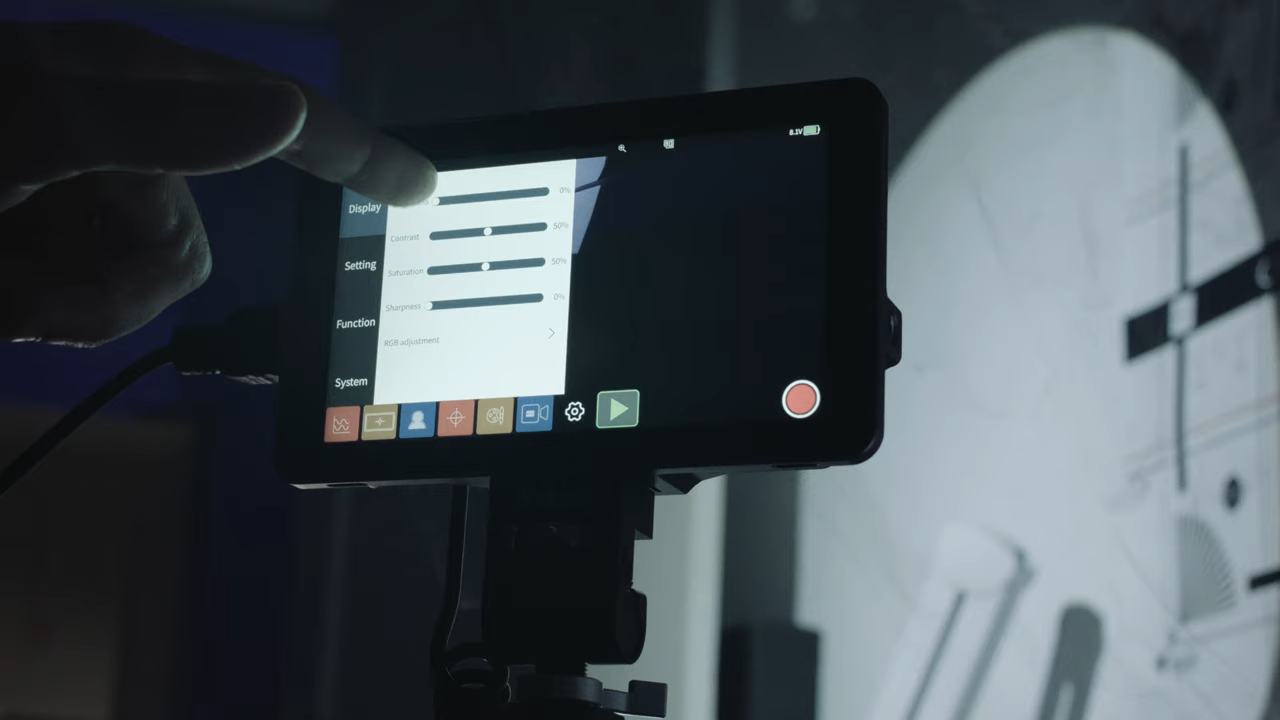 8.1V
Display
0%
Contrast
50%
Setting
Saturation
50%
Sharpness
0%
Function
RGB adjustment
System